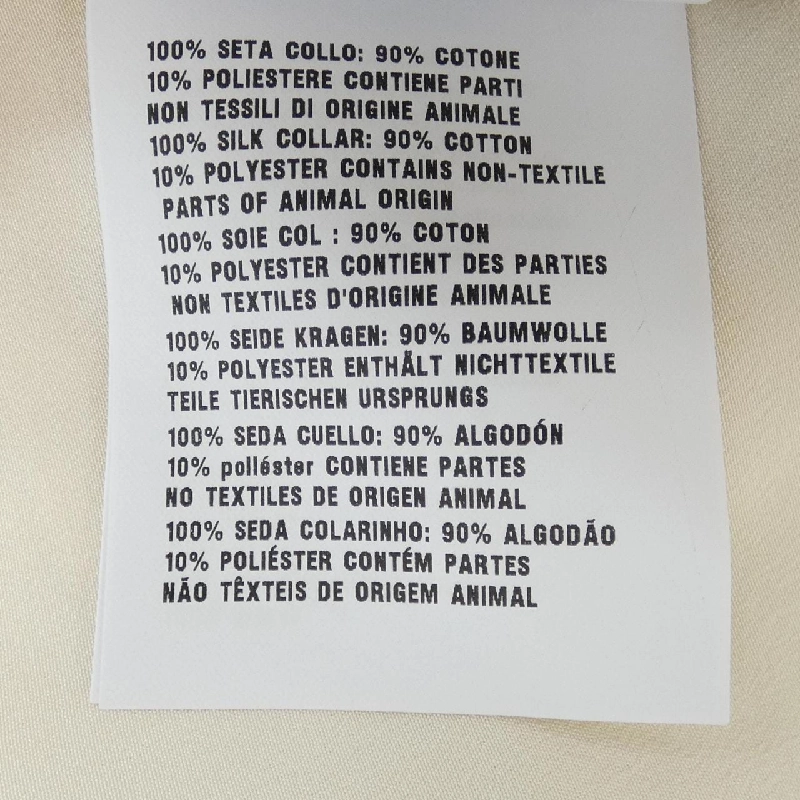 100% SETA COLLO: 90% COTONE
10% POLIESTERE CONTIENE PARTI
NON TESSILI DI ORIGINE ANIMALE
100% SILK COLLAR: 90% COTTON
10% POLYESTER CONTAINS NON-TEXTILE
PARTS OF ANIMAL ORIGIN
100% SOIE COL : 90% COTON
10% POLYESTER CONTIENT DES PARTIES
NON TEXTILES D'ORIGINE ANIMALE
100% SEIDE KRAGEN: 90% BAUMWOLLE
10% POLYESTER ENTHÄLT NICHTTEXTILE
TEILE TIERISCHEN URSPRUNGS
100% SEDA CUELLO: 90% ALGODÓN
10% poliéster CONTIENE PARTES
NO TEXTILES DE ORIGEN ANIMAL
100% SEDA COLARINHO: 90% ALGODÃO
10% POLIÉSTER CONTÉM PARTES
NÃO TÊXTEIS DE ORIGEM ANIMAL